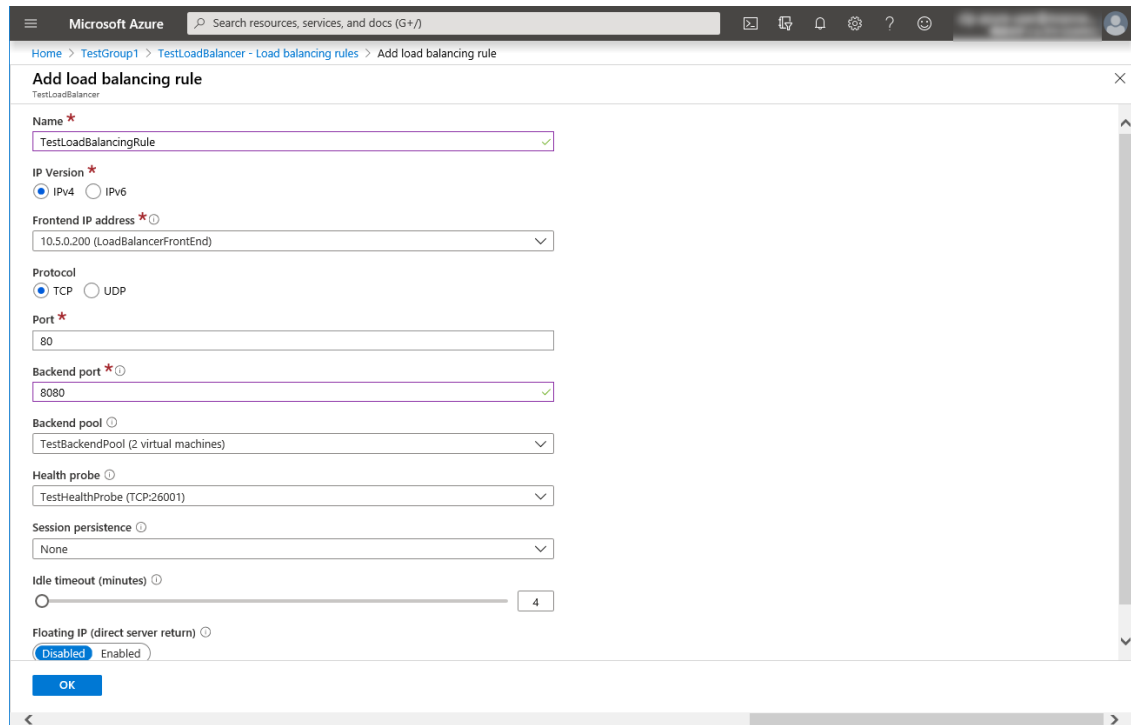 Microsoft Azure
Search resources, services, and docs (G+/)
Home > TestGroup1 > TestLoadBalancer - Load balancing rules > Add load balancing rule
Add load balancing rule
TestLoadBalancer
Name *
TestLoadBalancingRule
IP Version *
IPv4 IPv6
Frontend IP address *
10.5.0.200 (LoadBalancerFrontEnd)
Protocol
TCP UDP
Port *
80
Backend port *
8080
Backend pool
TestBackendPool (2 virtual machines)
Health probe
TestHealthProbe (TCP:26001)
Session persistence
None
Idle timeout (minutes)
4
Floating IP (direct server return)
Disabled Enabled
OK